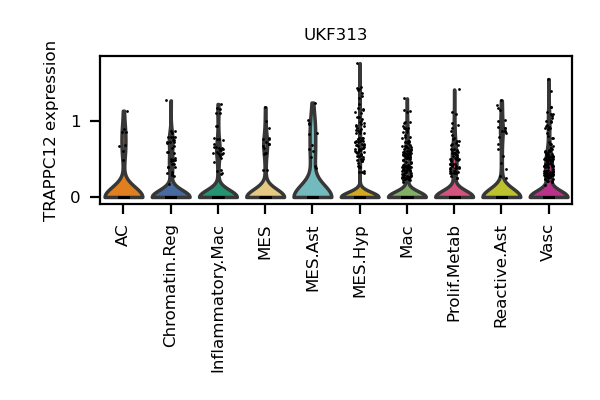 UKF313
TRAPPC12 expression
1
0
AC
Chromatin.Reg
Inflammatory.Mac
MES
MES.Ast
MES.Hyp
Mac
Prolif.Metab
Reactive.Ast
Vasc